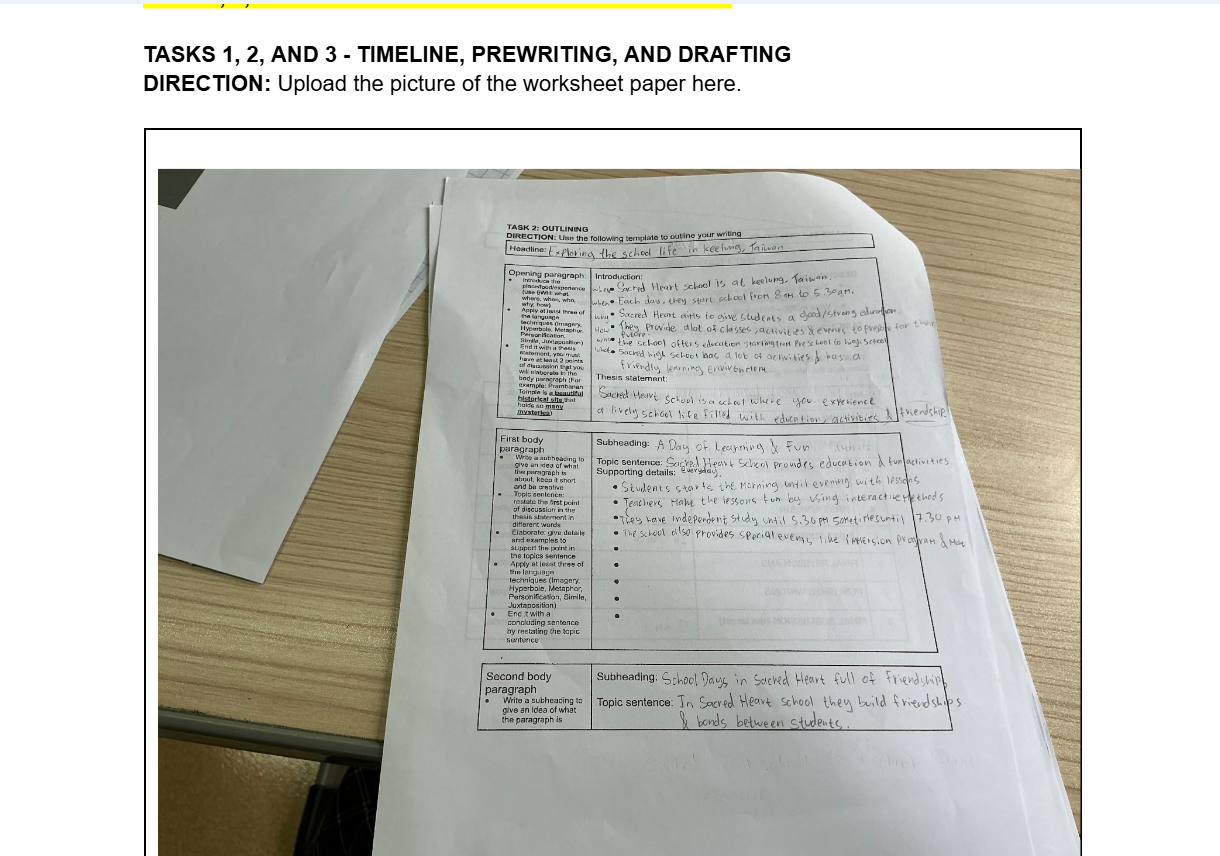 TASKS 1, 2, AND 3 - TIMELINE, PREWRITING, AND DRAFTING
DIRECTION: Upload the picture of the worksheet paper here.
TASK 2: OUTLINING
DIRECTION: Use the following template to outline your writing
Headline: Exploring the school life in keelung, Taiwan
Opening paragraph:
Introduce the
place/food/experience
(use 5W1H: what,
where, when, who,
why, how)
Apply at least three of
the language
techniques (Imagery,
Hyperbole, Metaphor,
Personification,
Simile, Juxtaposition)
End it with a thesis
statement, you must
have at least 2 points
of discussion that you
will elaborate in the
body paragraph (For
example: Prambanan
Temple is a beautiful
historical site that
holds so many
mysteries)
Introduction:
where Sacred Heart school is at keelung, Taiwan.
when Each day, they start school from 8 am to 5.30 am.
why Sacred Heart aims to give students a good/strong education
How They provide alot of classes, activities & events to prepare for their
future
the school offers education starting from Preschool to high school
what Sacred high school has a lot of activities & has a
friendly learning environment
Thesis statement:
Sacred Heart school is a school where you experience
a lively school life filled with education, activities & friendship
First body
paragraph
Write a subheading to
give an idea of what
the paragraph is
about, keep it short
and be creative
Topic sentence:
restate the first point
of discussion in the
thesis statement in
different words
Elaborate: give details
and examples to
support the point in
the topics sentence
Apply at least three of
the language
techniques (Imagery,
Hyperbole, Metaphor,
Personification, Simile,
Juxtaposition)
End it with a
concluding sentence
by restating the topic
sentence
Subheading: A Day of Learning & Fun
Topic sentence: Sacred Heart School provides education & fun activities
everyday.
Supporting details:
Students starts the morning until evening with lessons
Teachers make the lessons fun by using interactive methods
They have independent study until 5.30 pm sometimes until 7.30 pm
The school also provides special events, like immersion program & more
Second body
paragraph
Write a subheading to
give an idea of what
the paragraph is
Subheading: School Days in Sacred Heart full of Friendship
Topic sentence: In Sacred Heart school they build friendships
& bonds between students.